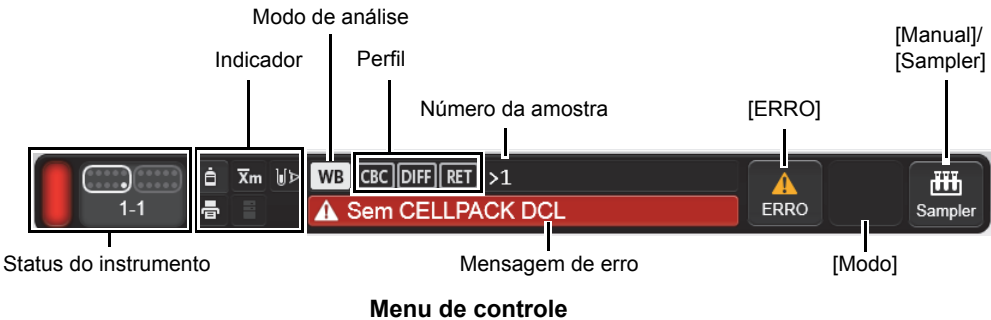 Modo de análise
[Manual]/
[Sampler]
Indicador
Perfil
Número da amostra
[ERRO]
X̅m
WB
CBC
DIFF
RET
>1
1-1
Sem CELLPACK DCL
ERRO
Sampler
Status do instrumento
Mensagem de erro
[Modo]
Menu de controle